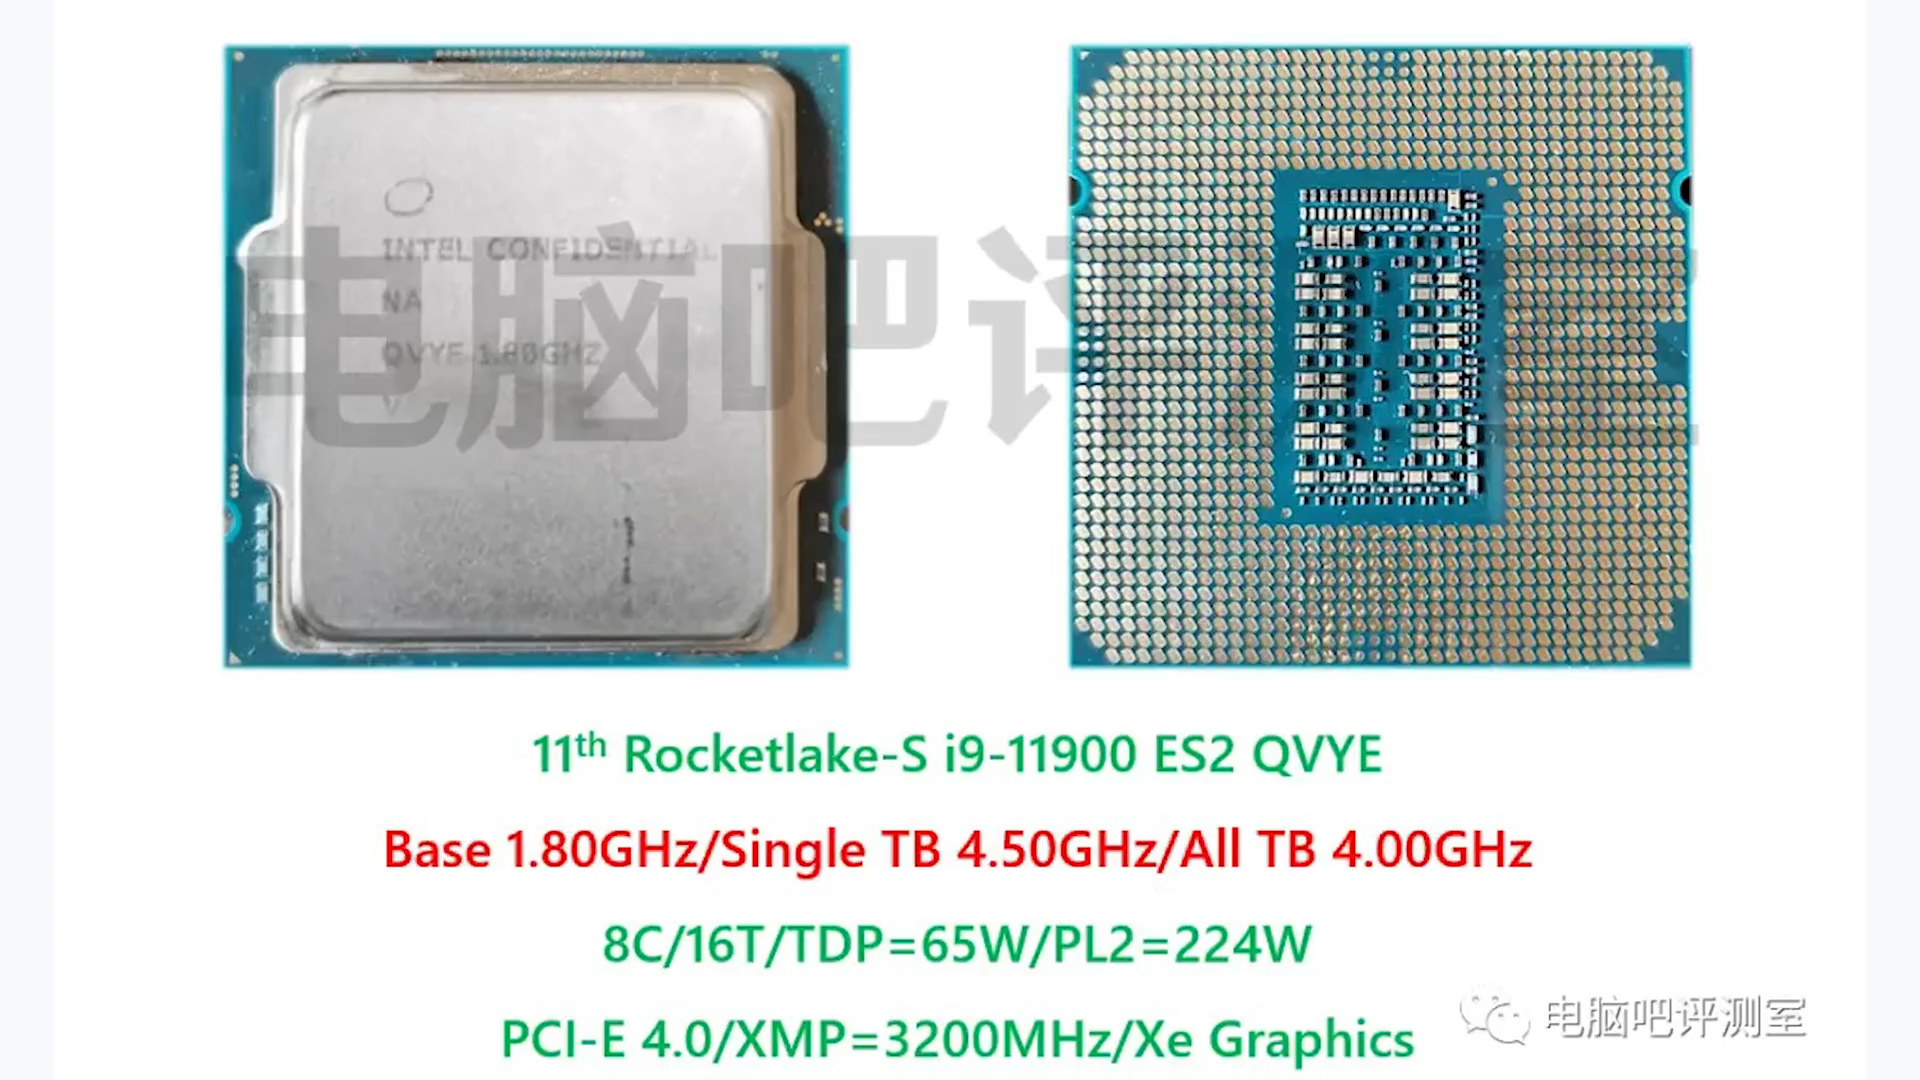 INTEL CONFIDENTIAL
NA
QVYE 1.80GHZ
V
电脑吧评
11th Rocketlake-S i9-11900 ES2 QVYE
Base 1.80GHz/Single TB 4.50GHz/All TB 4.00GHz
8C/16T/TDP=65W/PL2=224W
PCI-E 4.0/XMP=3200MHz/Xe Graphics
电脑吧评测室